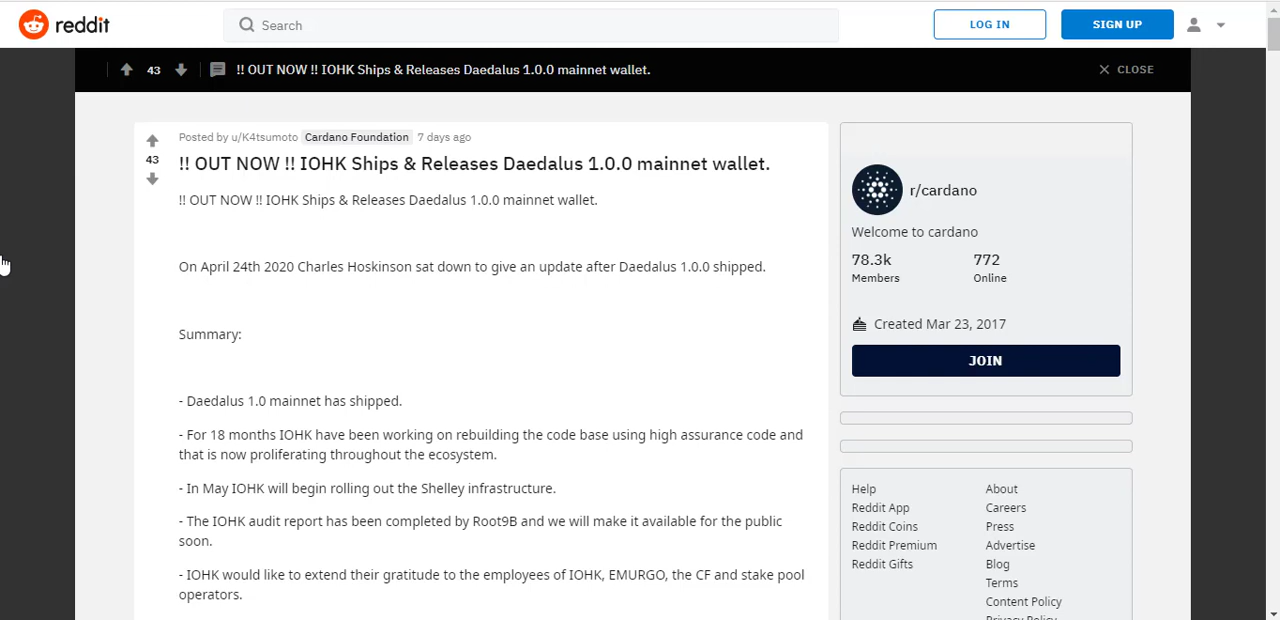 reddit
Search
LOG IN
SIGN UP
43
!! OUT NOW !! IOHK Ships & Releases Daedalus 1.0.0 mainnet wallet.
CLOSE
Posted by u/K4tsumoto Cardano Foundation 7 days ago
43
!! OUT NOW !! IOHK Ships & Releases Daedalus 1.0.0 mainnet wallet.
!! OUT NOW !! IOHK Ships & Releases Daedalus 1.0.0 mainnet wallet.
On April 24th 2020 Charles Hoskinson sat down to give an update after Daedalus 1.0.0 shipped.
Summary:
- Daedalus 1.0 mainnet has shipped.
- For 18 months IOHK have been working on rebuilding the code base using high assurance code and
that is now proliferating throughout the ecosystem.
- In May IOHK will begin rolling out the Shelley infrastructure.
- The IOHK audit report has been completed by Root9B and we will make it available for the public
soon.
- IOHK would like to extend their gratitude to the employees of IOHK, EMURGO, the CF and stake pool
operators.
r/cardano
Welcome to cardano
78.3k 772
Members Online
Created Mar 23, 2017
JOIN
Help About
Reddit App Careers
Reddit Coins Press
Reddit Premium Advertise
Reddit Gifts Blog
Terms
Content Policy
Privacy Policy